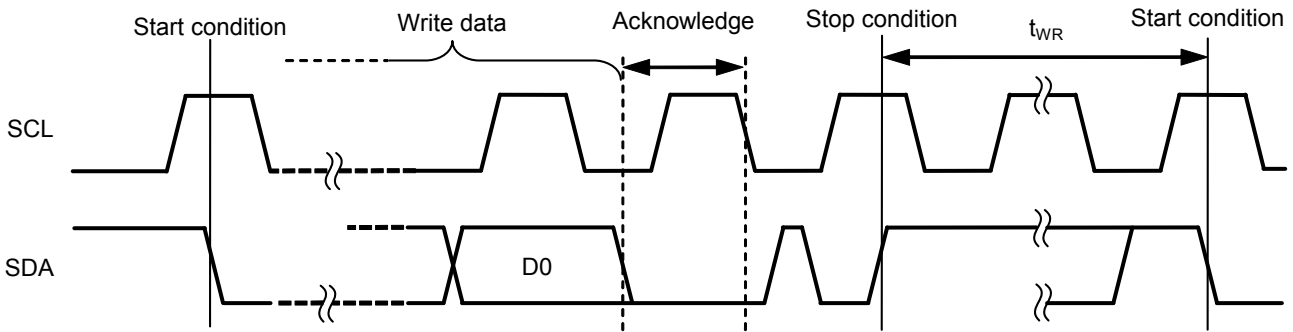 Start condition
Write data
Acknowledge
Stop condition
tWR
Start condition
SCL
SDA
D0